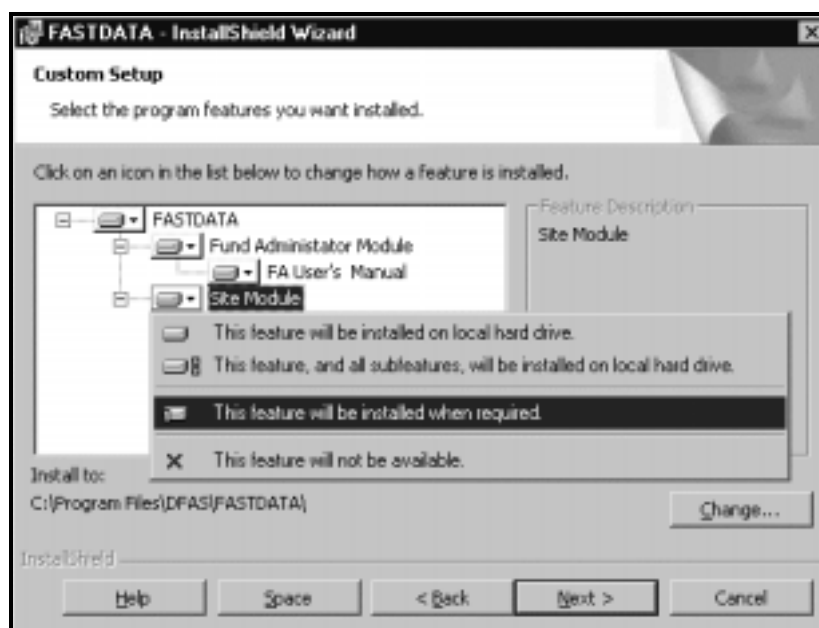 FASTDATA - InstallShield Wizard
Custom Setup
Select the program features you want installed.
Click on an icon in the list below to change how a feature is installed.
FASTDATA
Fund Administator Module
FA User's Manual
Site Module
Feature Description
Site Module
This feature will be installed on local hard drive.
This feature, and all subfeatures, will be installed on local hard drive.
This feature will be installed when required.
This feature will not be available.
Install to:
C:\Program Files\DFAS\FASTDATA\
Change...
InstallShield
Help
Space
< Back
Next >
Cancel